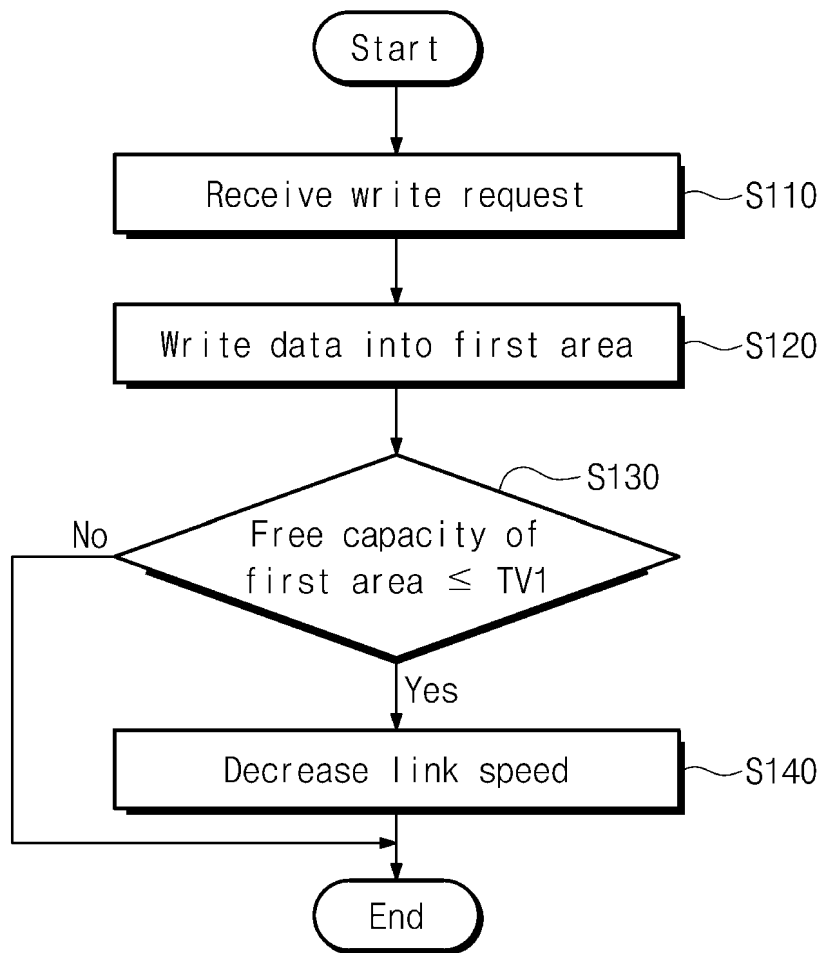 Start
Receive write request
S110
Write data into first area
S120
S130
No
Free capacity of
first area ≦ TV1
Yes
Decrease link speed
S140
End